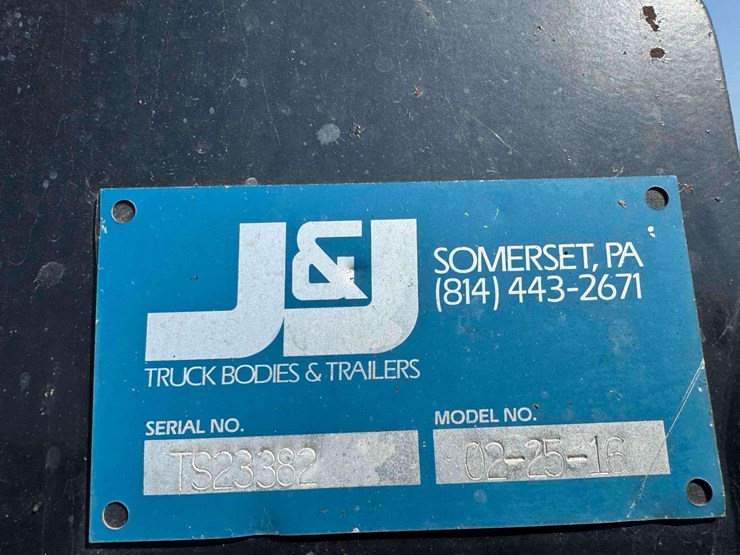 J&J
SOMERSET, PA
(814) 443-2671
TRUCK BODIES & TRAILERS
SERIAL NO.
TS23382
MODEL NO.
02-25-16